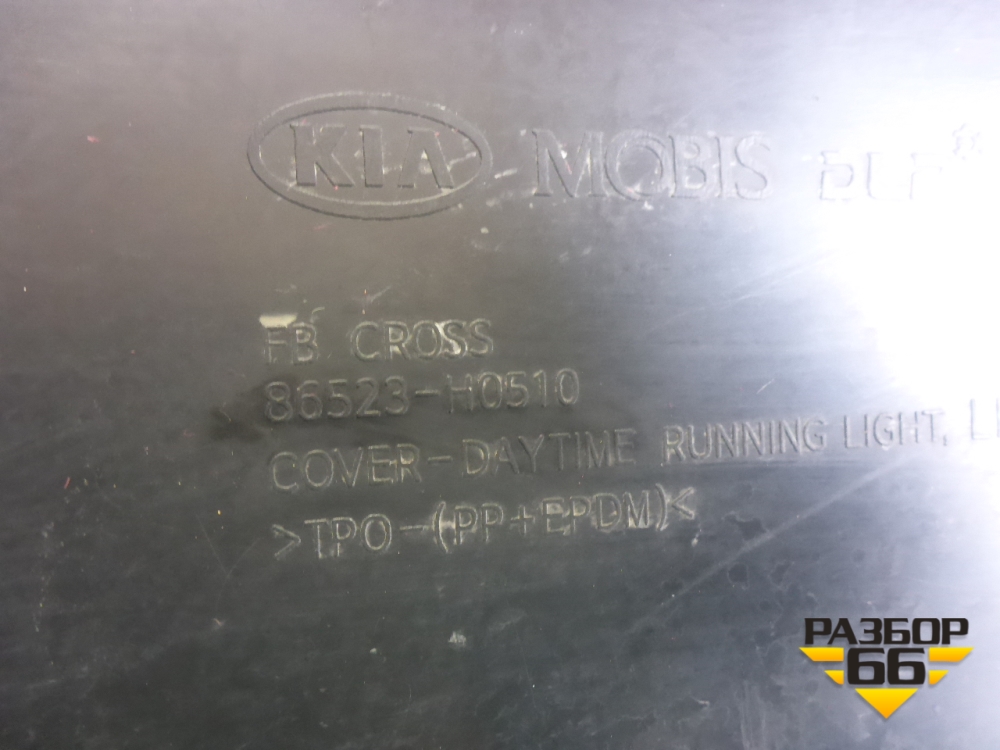 KIA MOBIS
FB CROSS
86523-H0510
COVER-DAYTIME RUNNING LIGHT,
>TPO-(PP+EPDM)<
РАЗБОР
66